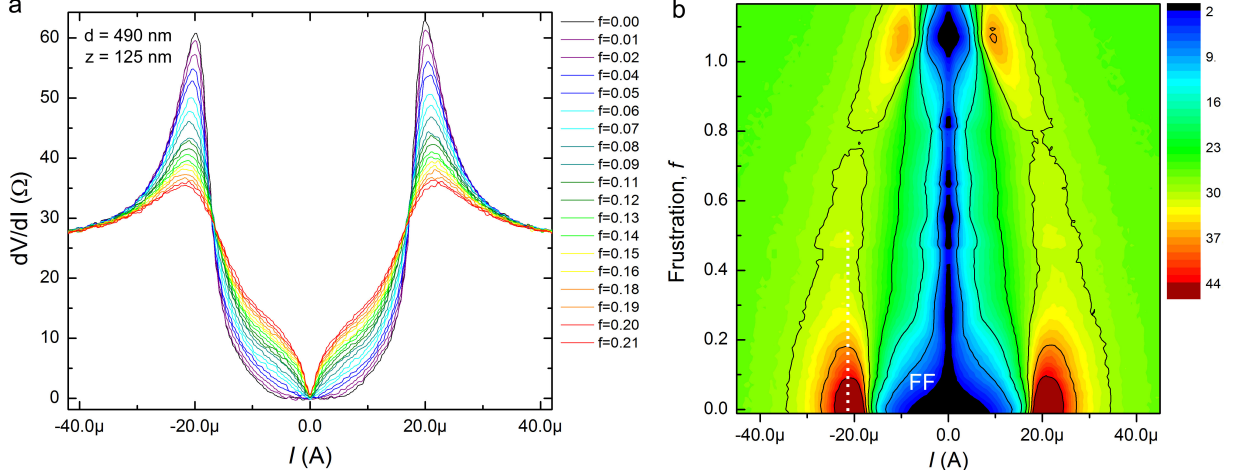 a
dV/dI (Ω)
60
50
40
30
20
10
0
d = 490 nm
z = 125 nm
-40.0µ
-20.0µ
0.0
20.0µ
40.0µ
I (A)
f=0.00
f=0.01
f=0.02
f=0.04
f=0.05
f=0.06
f=0.07
f=0.08
f=0.09
f=0.11
f=0.12
f=0.13
f=0.14
f=0.15
f=0.16
f=0.18
f=0.19
f=0.20
f=0.21
b
Frustration, f
1.0
0.8
0.6
0.4
0.2
0.0
FF
-40.0µ
-20.0µ
0.0
20.0µ
40.0µ
I (A)
2
9.
16
23
30
37
44